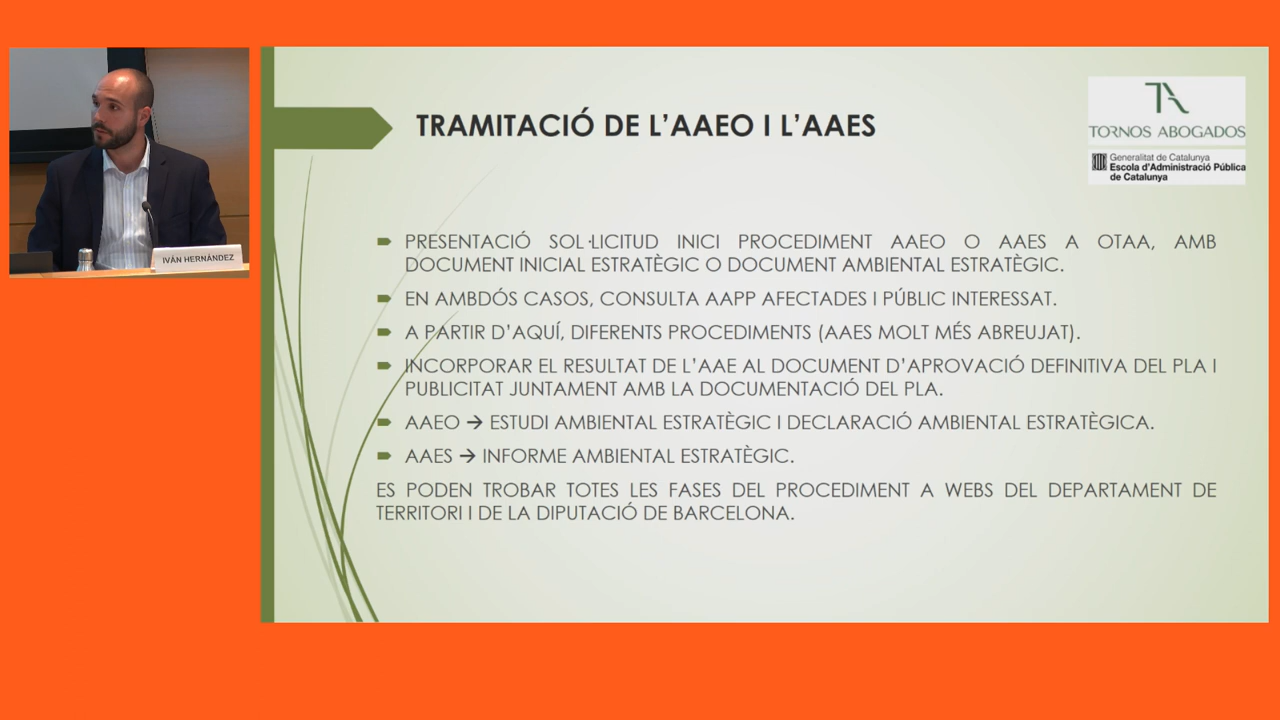 TRAMITACIÓ DE L'AAEO I L'AAES
TORNOS ABOGADOS
Generalitat de Catalunya
Escola d'Administració Pública
de Catalunya
PRESENTACIÓ SOL·LICITUD INICI PROCEDIMENT AAEO O AAES A OTAA, AMB
DOCUMENT INICIAL ESTRATÈGIC O DOCUMENT AMBIENTAL ESTRATÈGIC.
EN AMBDÓS CASOS, CONSULTA AAPP AFECTADES I PÚBLIC INTERESSAT.
A PARTIR D'AQUÍ, DIFERENTS PROCEDIMENTS (AAES MOLT MÉS ABREUJAT).
INCORPORAR EL RESULTAT DE L'AAE AL DOCUMENT D'APROVACIÓ DEFINITIVA DEL PLA I
PUBLICITAT JUNTAMENT AMB LA DOCUMENTACIÓ DEL PLA.
AAEO → ESTUDI AMBIENTAL ESTRATÈGIC I DECLARACIÓ AMBIENTAL ESTRATÈGICA.
AAES → INFORME AMBIENTAL ESTRATÈGIC.
ES PODEN TROBAR TOTES LES FASES DEL PROCEDIMENT A WEBS DEL DEPARTAMENT DE
TERRITORI I DE LA DIPUTACIÓ DE BARCELONA.
IVÁN HERNÁNDEZ